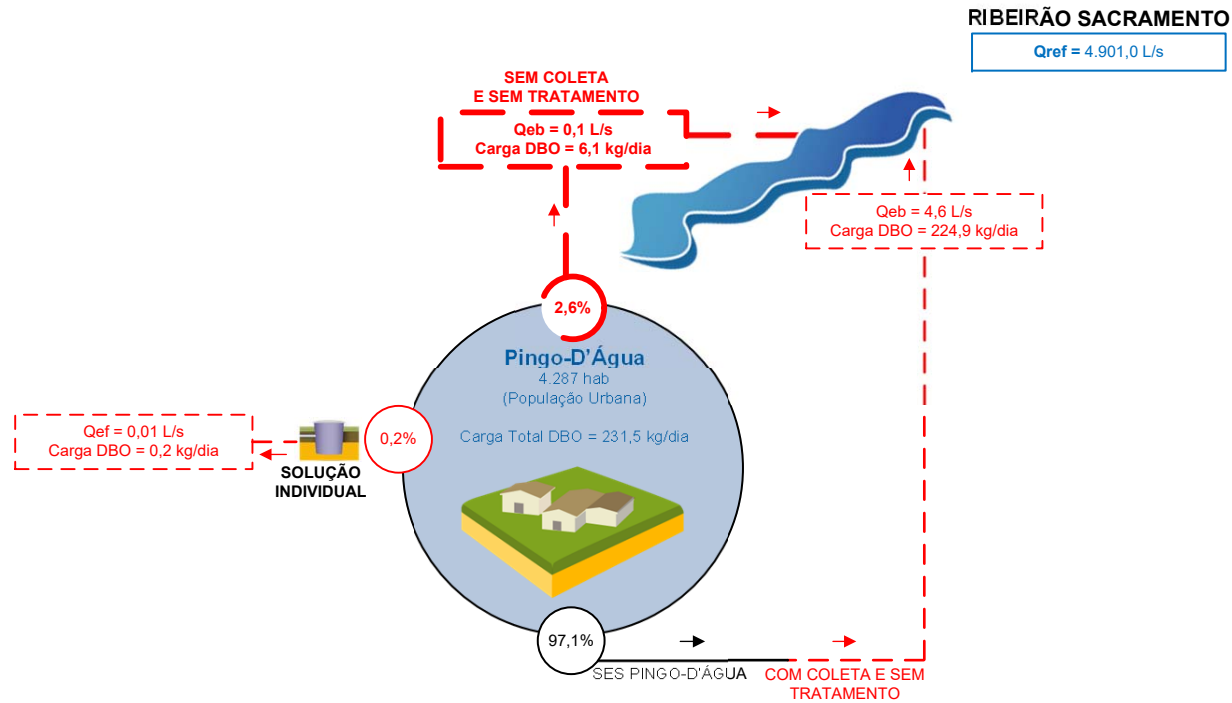 RIBEIRÃO SACRAMENTO
Qref = 4.901,0 L/s
SEM COLETA
E SEM TRATAMENTO
Qeb = 0,1 L/s
Carga DBO = 6,1 kg/dia
Qeb = 4,6 L/s
Carga DBO = 224,9 kg/dia
2,6%
Pingo-D'Água
4.287 hab
(População Urbana)
Carga Total DBO = 231,5 kg/dia
Qef = 0,01 L/s
Carga DBO = 0,2 kg/dia
0,2%
SOLUÇÃO
INDIVIDUAL
97,1%
SES PINGO-D'ÁGUA
COM COLETA E SEM
TRATAMENTO